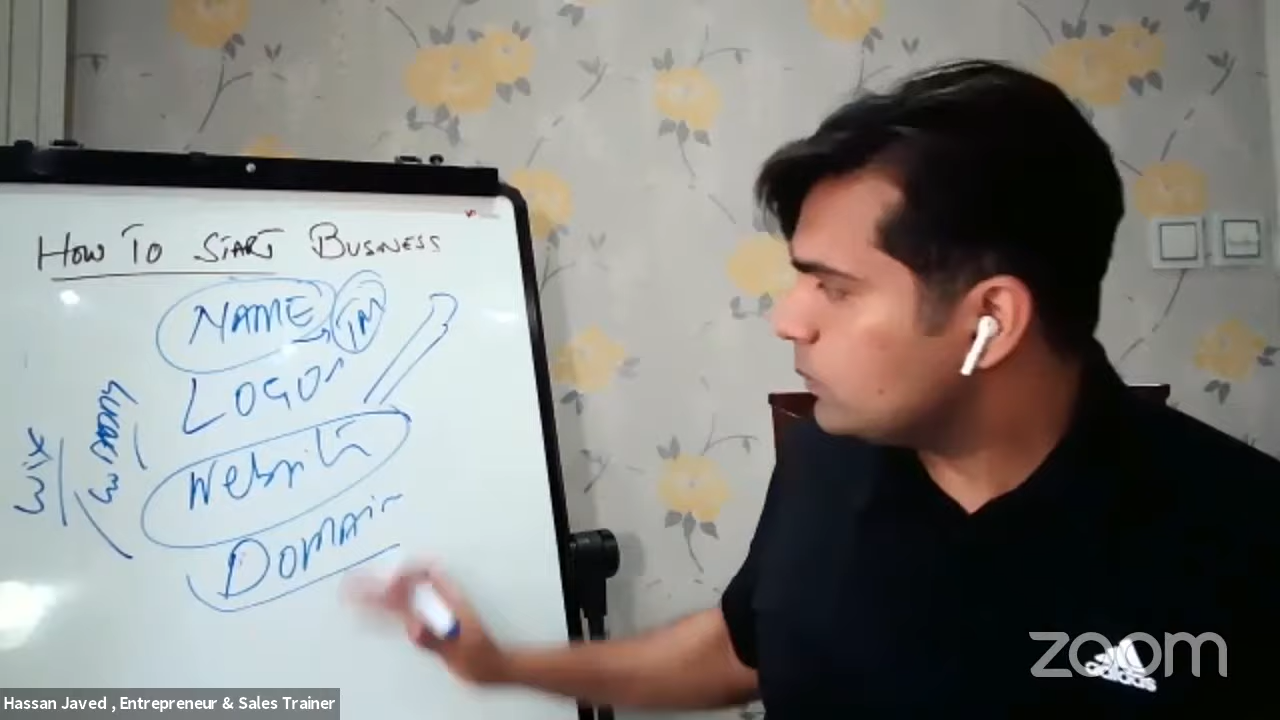 How To START BUSINESS
NAME TM
LOGO
Website
DOMAIN
WIX
zoom
adidas
Hassan Javed , Entrepreneur & Sales Trainer